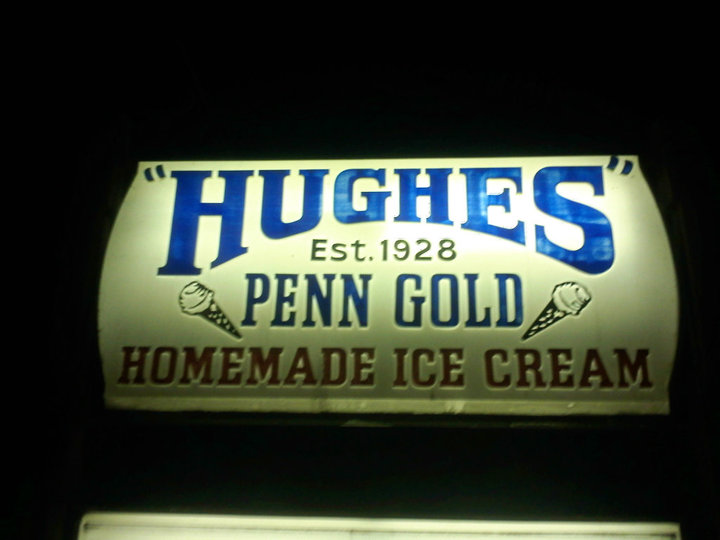 "HUGHES"
Est. 1928
PENN GOLD
HOMEMADE ICE CREAM